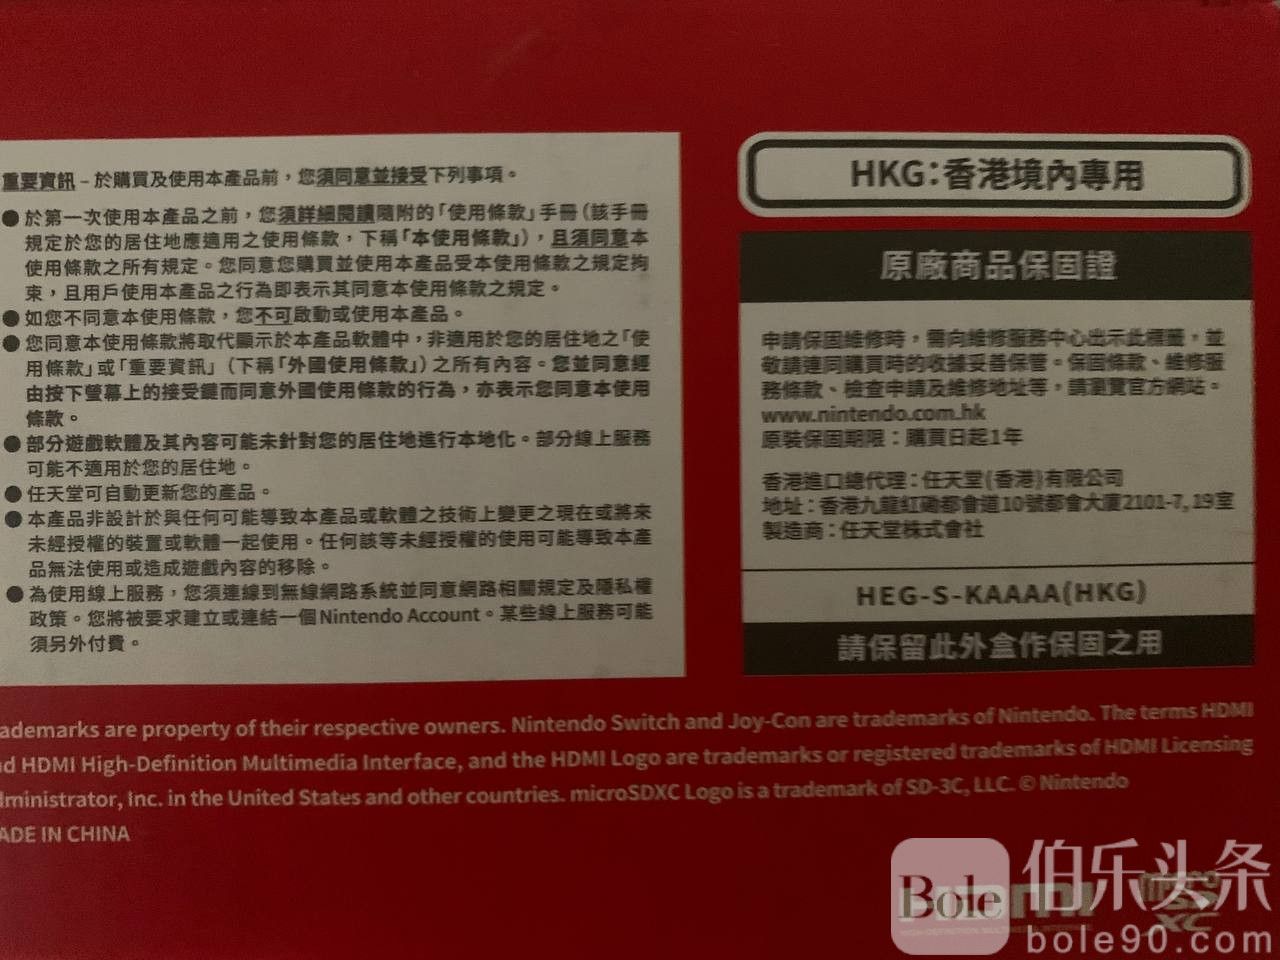 重要資訊 – 於購買及使用本產品前，您須同意並接受下列事項。
●於第一次使用本產品之前，您須詳細閱讀隨附的「使用條款」手冊（該手冊
規定於您的居住地應適用之使用條款，下稱「本使用條款」），且須同意本
使用條款之所有規定。您同意您購買並使用本產品受本使用條款之規定拘
束，且用戶使用本產品之行為即表示其同意本使用條款之規定。
●如您不同意本使用條款，您不可啟動或使用本產品。
●您同意本使用條款將取代顯示於本產品軟體中，非適用於您的居住地之「使
用條款」或「重要資訊」（下稱「外國使用條款」）之所有內容。您並同意經
由按下螢幕上的接受鍵而同意外國使用條款的行為，亦表示您同意本使用
條款。
●部分遊戲軟體及其內容可能未針對您的居住地進行本地化。部分線上服務
可能不適用於您的居住地。
●任天堂可自動更新您的產品。
●本產品非設計於與任何可能導致本產品或軟體之技術上變更之現在或將來
未經授權的裝置或軟體一起使用。任何該等未經授權的使用可能導致本產
品無法使用或造成遊戲內容的移除。
●為使用線上服務，您須連線到無線網路系統並同意網路相關規定及隱私權
政策。您將被要求建立或連結一個Nintendo Account。某些線上服務可能
須另外付費。
HKG：香港境內專用
原廠商品保固證
申請保固維修時，需向維修服務中心出示此標籤，並
敬請連同購買時的收據妥善保管。保固條款、維修服
務條款、檢查申請及維修地址等，請瀏覽官方網站。
www.nintendo.com.hk
原裝保固期限：購買日起1年
香港進口總代理：任天堂(香港)有限公司
地址：香港九龍紅磡都會道10號都會大廈2101-7, 19室
製造商：任天堂株式會社
HEG-S-KAAAA(HKG)
請保留此外盒作保固之用
ademarks are property of their respective owners. Nintendo Switch and Joy-Con are trademarks of Nintendo. The terms HDMI
nd HDMI High-Definition Multimedia Interface, and the HDMI Logo are trademarks or registered trademarks of HDMI Licensing
dministrator, Inc. in the United States and other countries. microSDXC Logo is a trademark of SD-3C, LLC. © Nintendo
ADE IN CHINA
Bole 伯乐头条
bole90.com